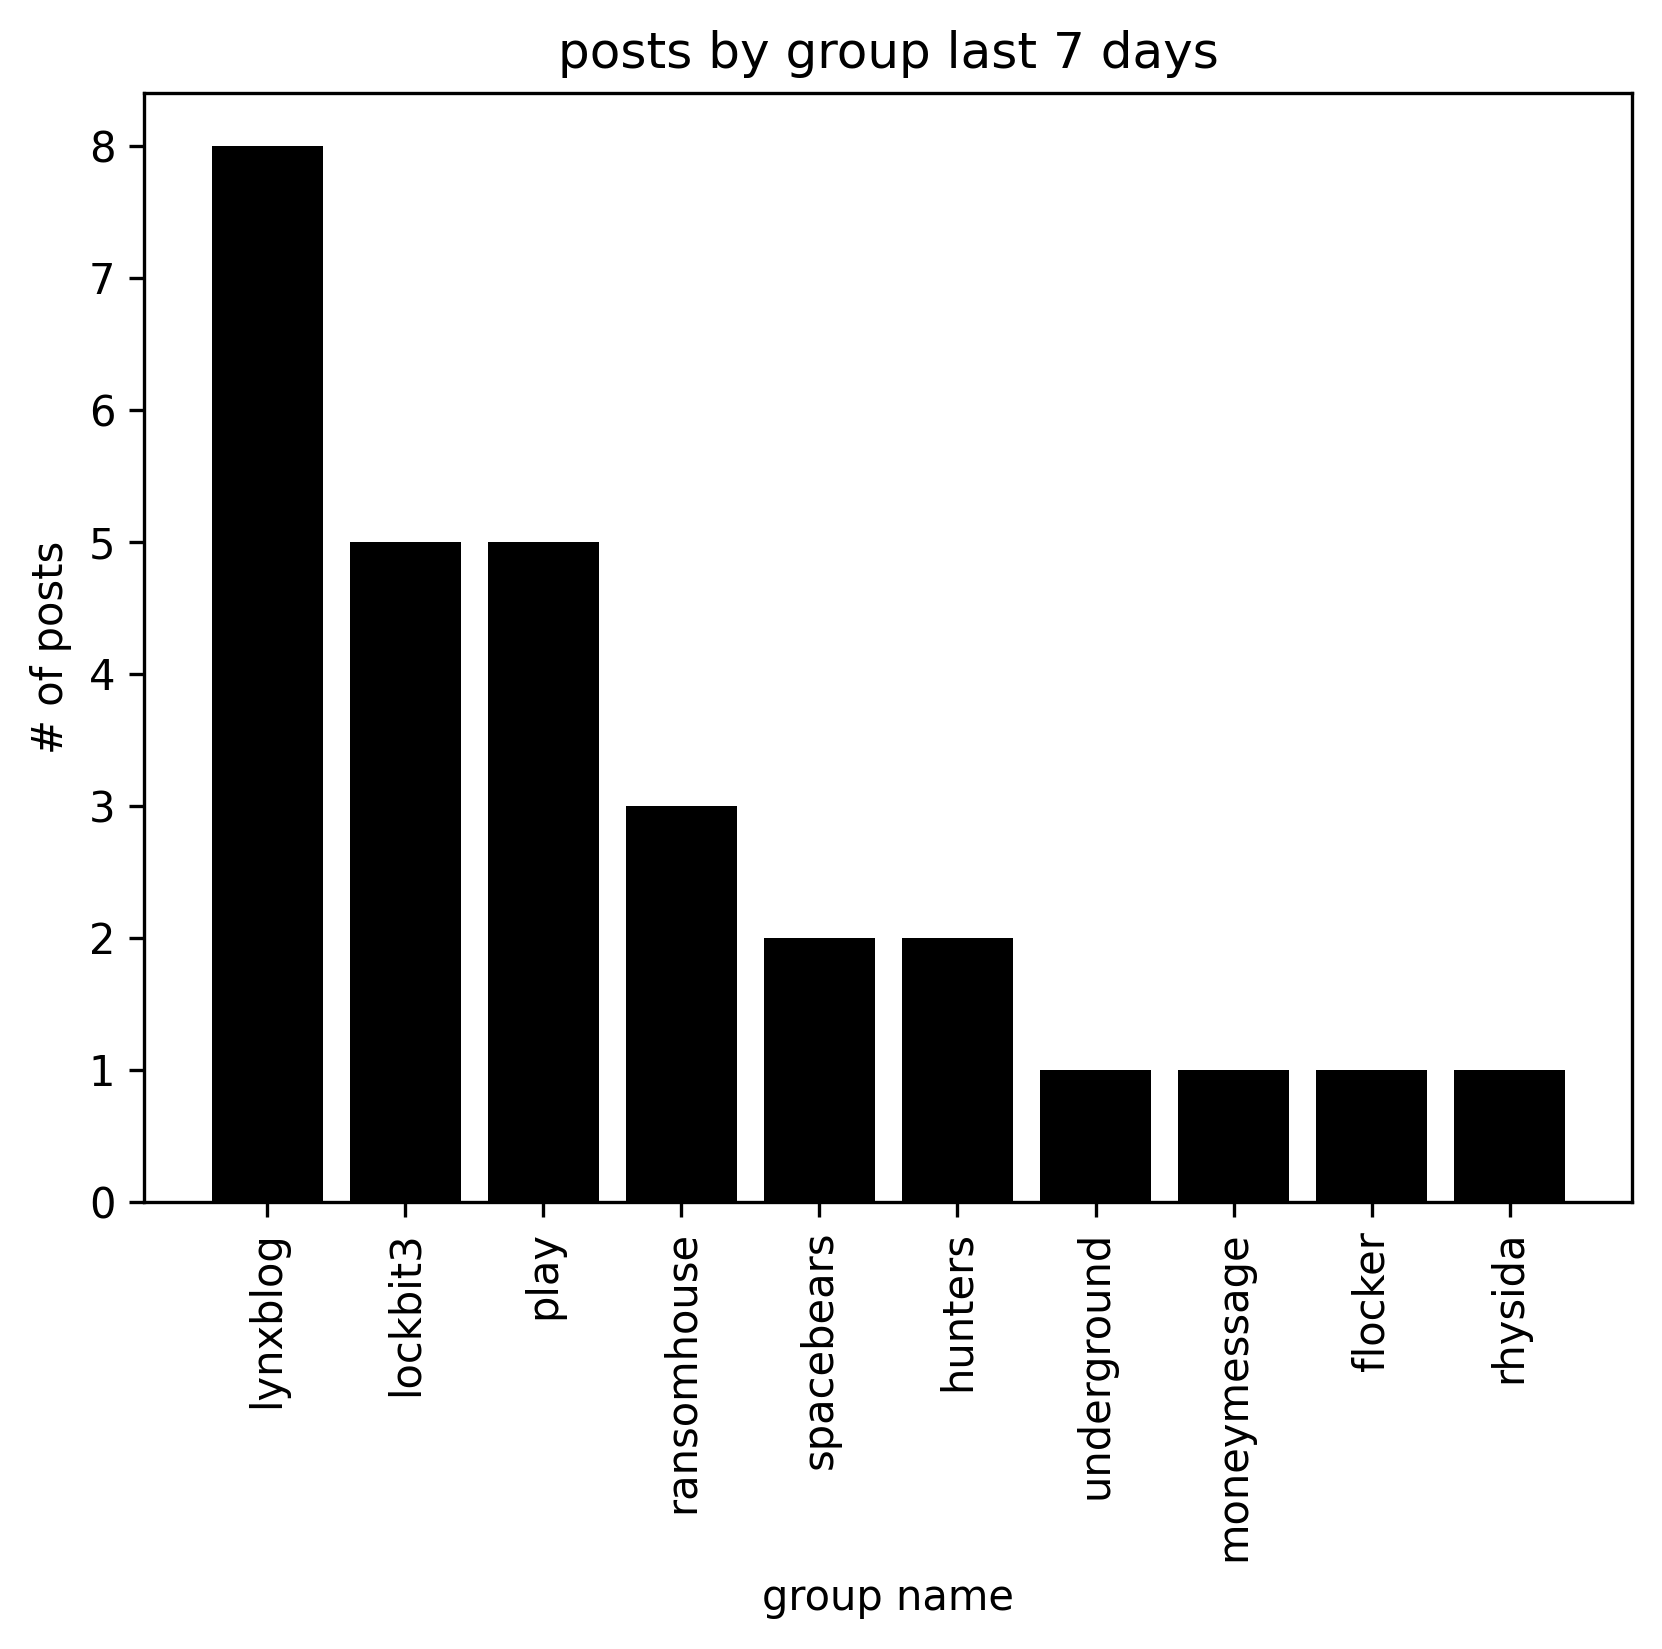 posts by group last 7 days
# of posts
8
7
6
5
4
3
2
1
0
lynxblog
lockbit3
play
ransomhouse
spacebears
hunters
underground
moneymessage
flocker
rhysida
group name